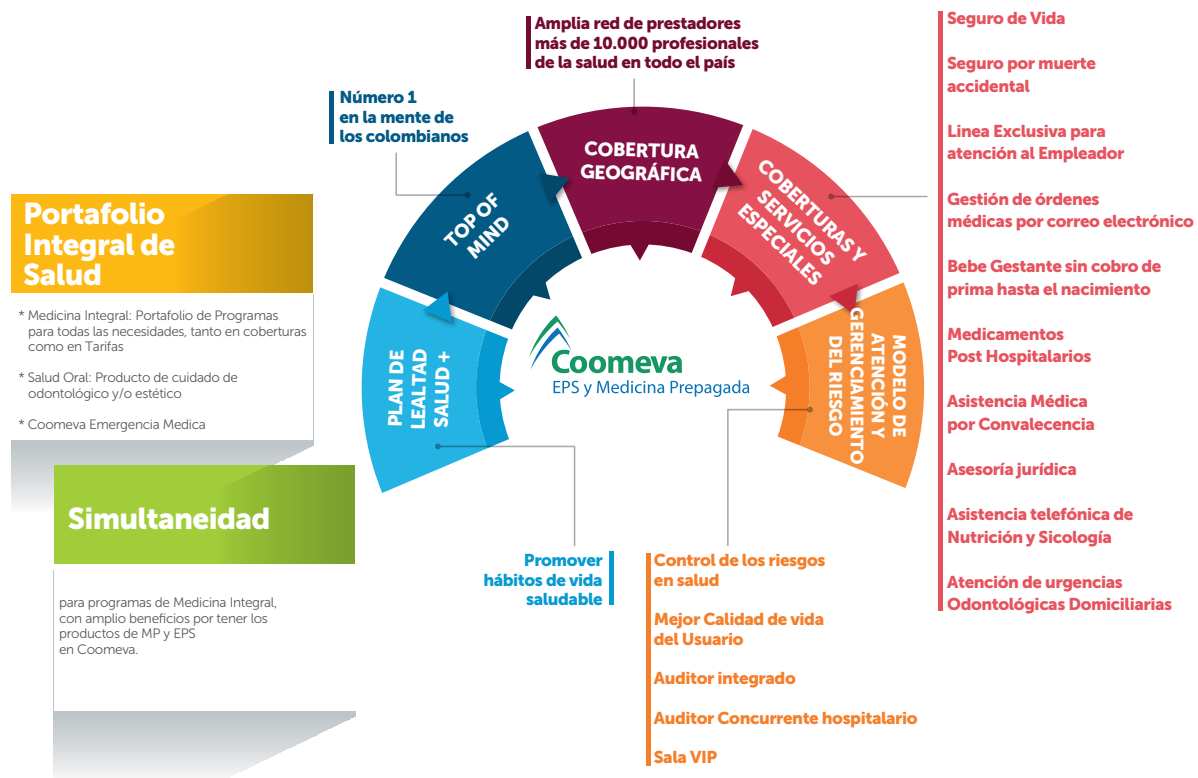 Portafolio
Integral de
Salud
* Medicina Integral: Portafolio de Programas
para todas las necesidades, tanto en coberturas
como en Tarifas
* Salud Oral: Producto de cuidado de
odontológico y/o estético
* Coomeva Emergencia Medica
Simultaneidad
para programas de Medicina Integral,
con amplio beneficios por tener los
productos de MP y EPS
en Coomeva.
Número 1
en la mente de
los colombianos
Amplia red de prestadores
más de 10.000 profesionales
de la salud en todo el país
PLAN DE
LEALTAD
SALUD +
TOP OF
MIND
COBERTURA
GEOGRÁFICA
COBERTURAS Y
SERVICIOS
ESPECIALES
MODELO DE
ATENCIÓN Y
GERENCIAMIENTO
DEL RIESGO
Coomeva
EPS y Medicina Prepagada
Promover
hábitos de vida
saludable
Control de los riesgos
en salud
Mejor Calidad de vida
del Usuario
Auditor integrado
Auditor Concurrente hospitalario
Sala VIP
Seguro de Vida
Seguro por muerte
accidental
Linea Exclusiva para
atención al Empleador
Gestión de órdenes
médicas por correo electrónico
Bebe Gestante sin cobro de
prima hasta el nacimiento
Medicamentos
Post Hospitalarios
Asistencia Médica
por Convalecencia
Asesoría jurídica
Asistencia telefónica de
Nutrición y Sicología
Atención de urgencias
Odontológicas Domiciliarias